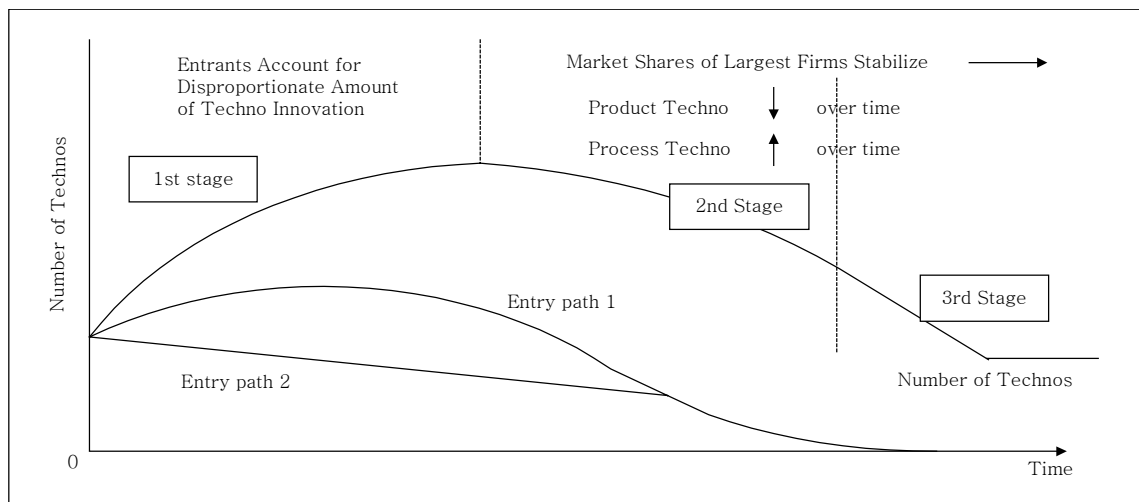 Entrants Account for
Disproportionate Amount
of Techno Innovation
Market Shares of Largest Firms Stabilize
Product Techno over time
Process Techno over time
Number of Technos
1st stage
2nd Stage
3rd Stage
Entry path 1
Entry path 2
Number of Technos
0
Time